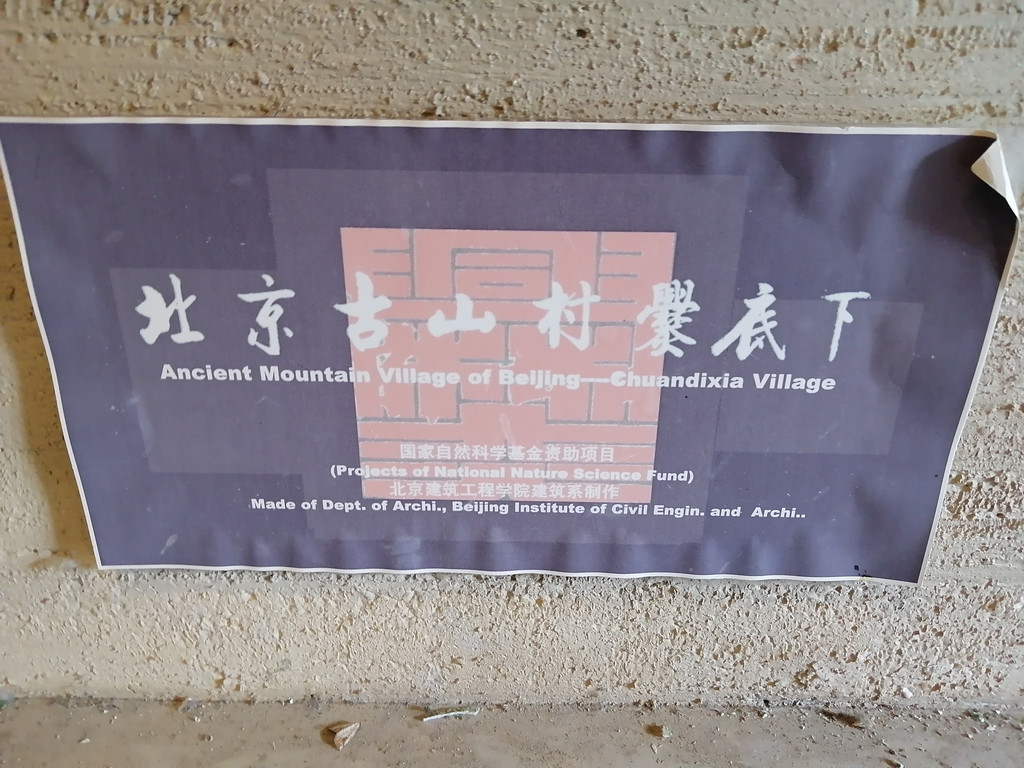 北京古山村爨底下
Ancient Mountain Village of Beijing—Chuandixia Village
国家自然科学基金资助项目
(Projects of National Nature Science Fund)
北京建筑工程学院建筑系制作
Made of Dept. of Archi., Beijing Institute of Civil Engin. and Archi..